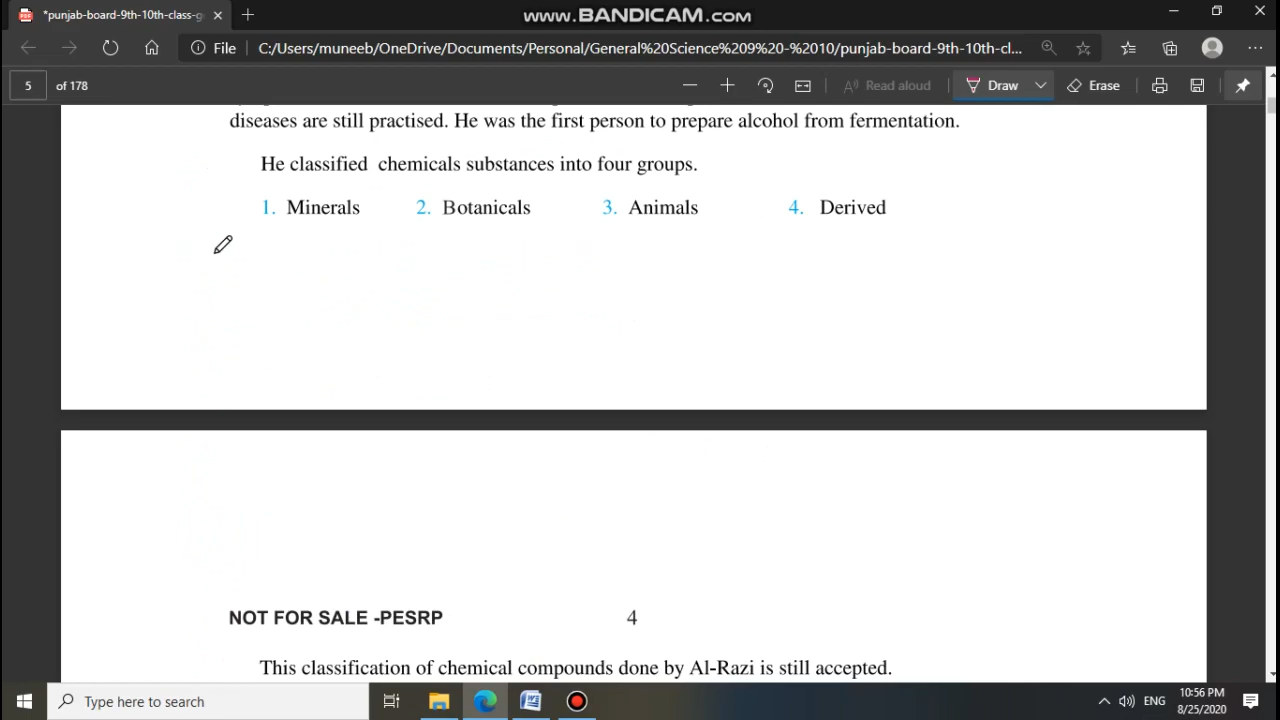 *punjab-board-9th-10th-class-g
www.BANDICAM.com
File
C:/Users/muneeb/OneDrive/Documents/Personal/General%20Science%209%20-%2010/punjab-board-9th-10th-cl...
5 of 178
Read aloud
Draw
Erase
diseases are still practised. He was the first person to prepare alcohol from fermentation.
He classified chemicals substances into four groups.
1. Minerals 2. Botanicals 3. Animals 4. Derived
NOT FOR SALE -PESRP 4
This classification of chemical compounds done by Al-Razi is still accepted.
Type here to search
ENG
10:56 PM
8/25/2020